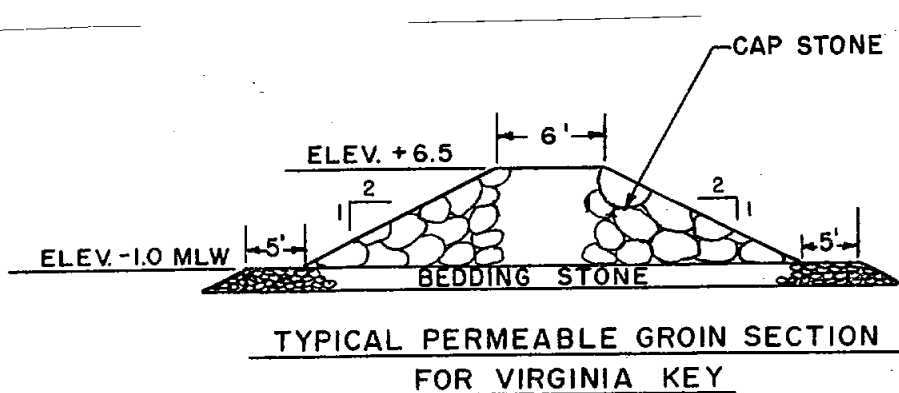 CAP STONE
6'
ELEV. +6.5
2
1
2
1
5'
5'
ELEV. -1.0 MLW
BEDDING STONE
TYPICAL PERMEABLE GROIN SECTION
FOR VIRGINIA KEY